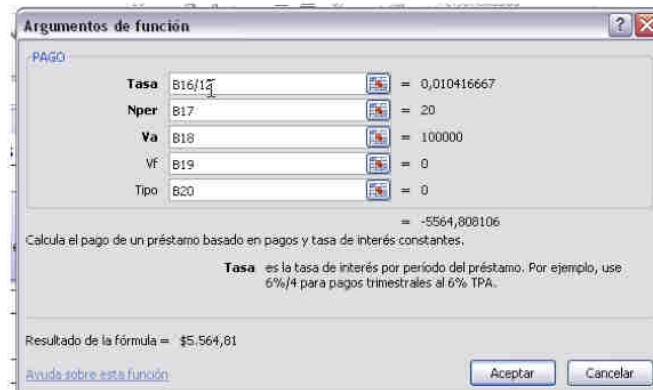 Argumentos de función
PAGO
Tasa B16/12 = 0,010416667
Nper B17 = 20
Va B18 = 100000
Vf B19 = 0
Tipo B20 = 0
= -5564,808106
Calcula el pago de un préstamo basado en pagos y tasa de interés constantes.
Tasa es la tasa de interés por período del préstamo. Por ejemplo, use
6%/4 para pagos trimestrales al 6% TPA.
Resultado de la fórmula = $5.564,81
Ayuda sobre esta función
Aceptar Cancelar